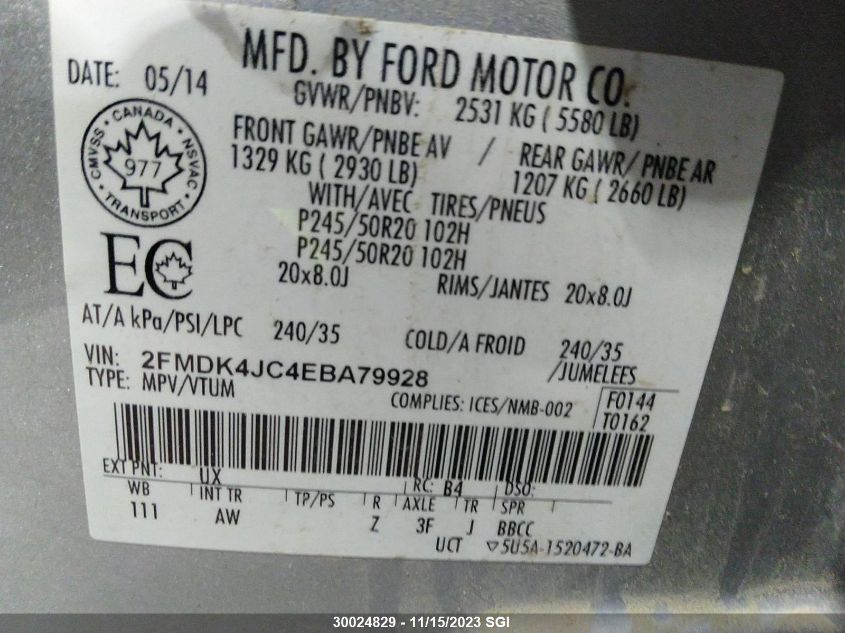 MFD. BY FORD MOTOR CO.
DATE: 05/14
GVWR/PNBV: 2531 KG ( 5580 LB)
FRONT GAWR/PNBE AV / REAR GAWR/ PNBE AR
1329 KG ( 2930 LB) 1207 KG ( 2660 LB)
WITH/AVEC TIRES/PNEUS
P245/50R20 102H
P245/50R20 102H
20x8.0J RIMS/JANTES 20x8.0J
CANADA
CMVSS NSVAC
977
TRANSPORT
EC
AT/A kPa/PSI/LPC 240/35 COLD/A FROID 240/35
VIN: 2FMDK4JC4EBA79928 /JUMELEES
TYPE: MPV/VTUM
COMPLIES: ICES/NMB-002 F0144
T0162
EXT PNT: UX RC: B4 DSO:
WB INT TR TP/PS R AXLE TR SPR
111 AW Z 3F J BBCC
UCT ▽5U5A-1520472-BA
30024829 - 11/15/2023 SGI